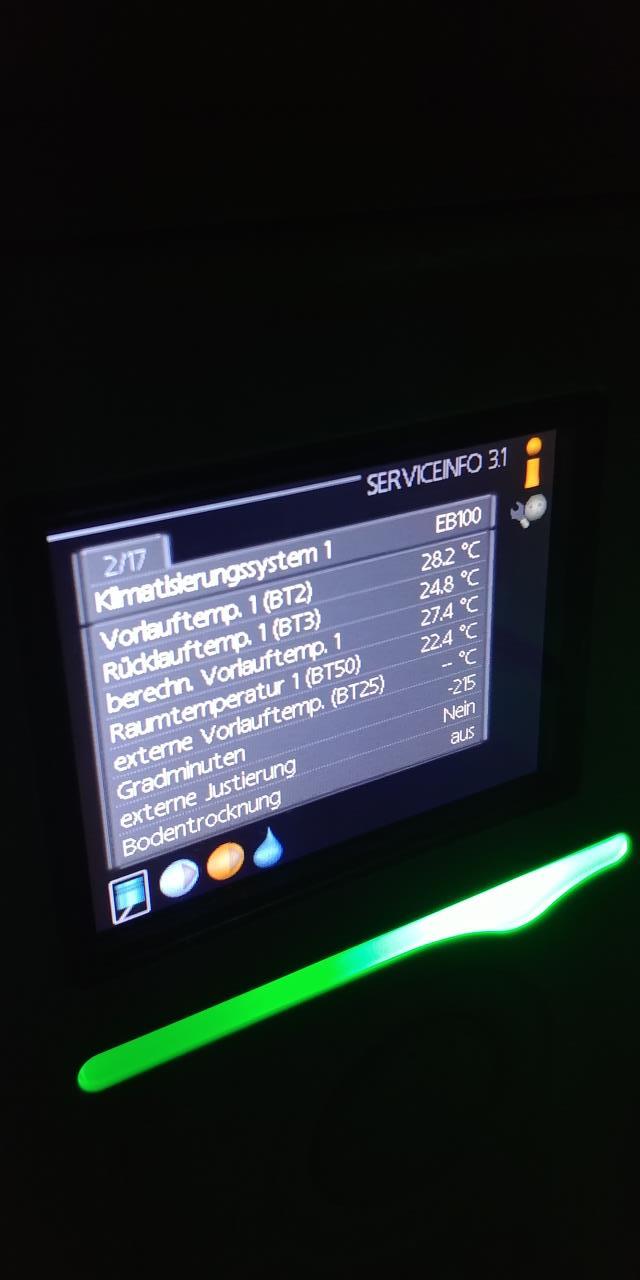 SERVICEINFO 3.1
2/17
Klimatisierungssystem 1 EB100
Vorlauftemp. 1 (BT2) 28.2 °C
Rücklauftemp. 1 (BT3) 24.8 °C
berechn. Vorlauftemp. 1 27.4 °C
Raumtemperatur 1 (BT50) 22.4 °C
externe Vorlauftemp. (BT25) -- °C
Gradminuten -215
externe Justierung Nein
Bodentrocknung aus